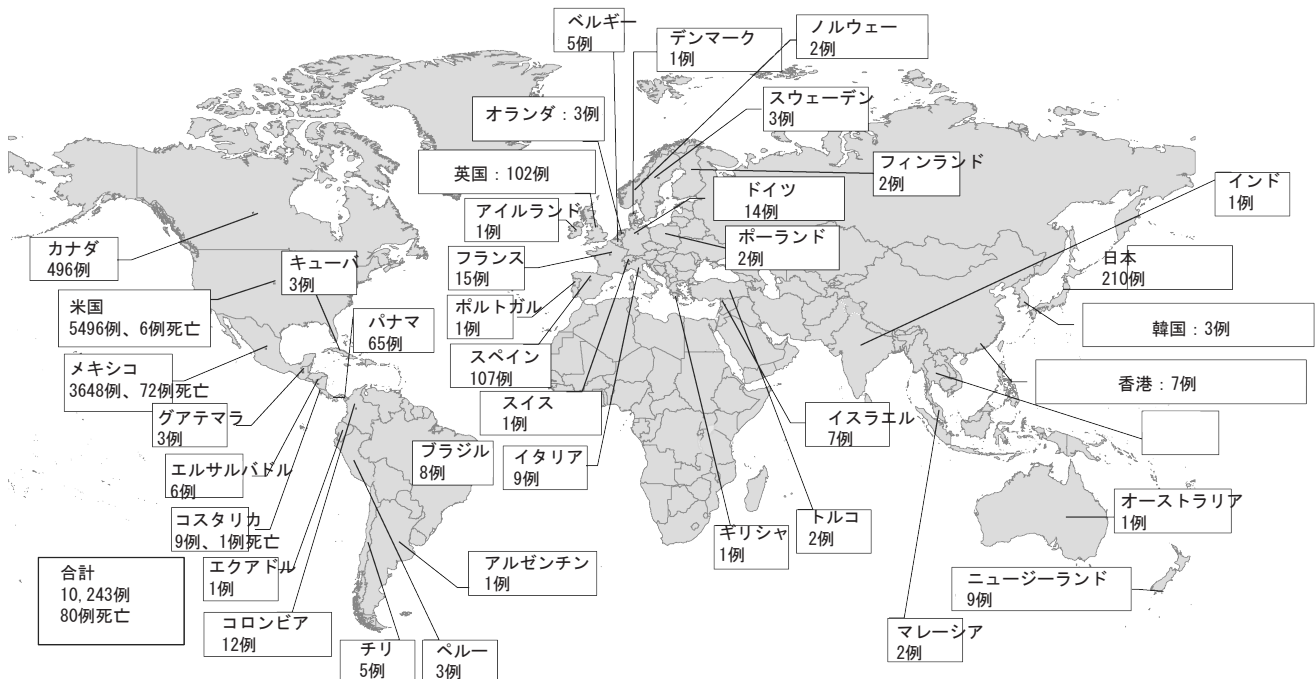 ベルギー
5例
デンマーク
1例
ノルウェー
2例
オランダ：3例
スウェーデン
3例
英国：102例
フィンランド
2例
ドイツ
14例
インド
1例
アイルランド
1例
ポーランド
2例
カナダ
496例
キューバ
3例
フランス
15例
日本
210例
米国
5496例、6例死亡
パナマ
65例
ポルトガル
1例
韓国：3例
スペイン
107例
メキシコ
3648例、72例死亡
香港：7例
スイス
1例
グアテマラ
3例
イスラエル
7例
ブラジル
8例
イタリア
9例
エルサルバドル
6例
オーストラリア
1例
コスタリカ
9例、1例死亡
トルコ
2例
ギリシャ
1例
エクアドル
1例
アルゼンチン
1例
合計
10,243例
80例死亡
ニュージーランド
9例
コロンビア
12例
マレーシア
2例
チリ
5例
ペルー
3例